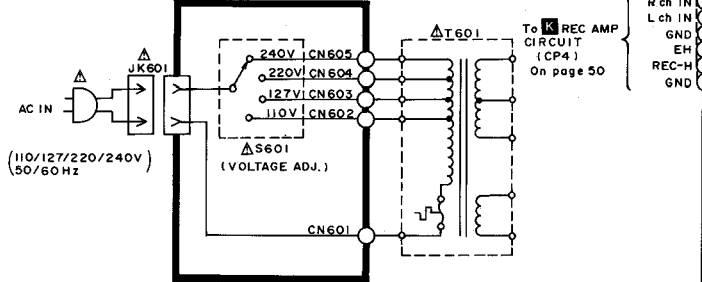 AC IN
(110/127/220/240V)
50/60Hz
JK601
240V CN605
220V CN604
127V CN603
110V CN602
S601
(VOLTAGE ADJ.)
CN601
T601
To K REC AMP
CIRCUIT
(CP4)
On page 50
R ch IN
L ch IN
GND
EH
REC-H
GND